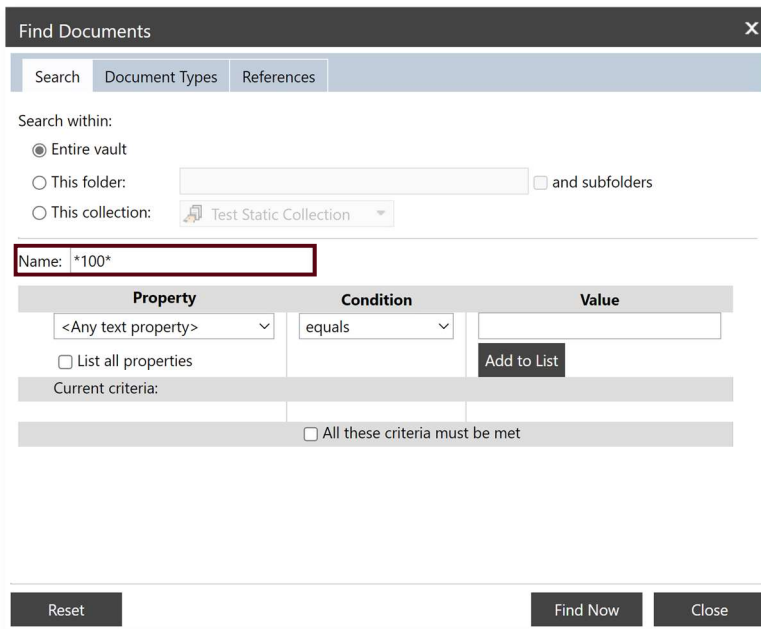 Find Documents X
Search Document Types References
Search within:
Entire vault
This folder: and subfolders
This collection: Test Static Collection
Name: *100*
Property Condition Value
<Any text property> equals
List all properties Add to List
Current criteria:
All these criteria must be met
Reset Find Now Close